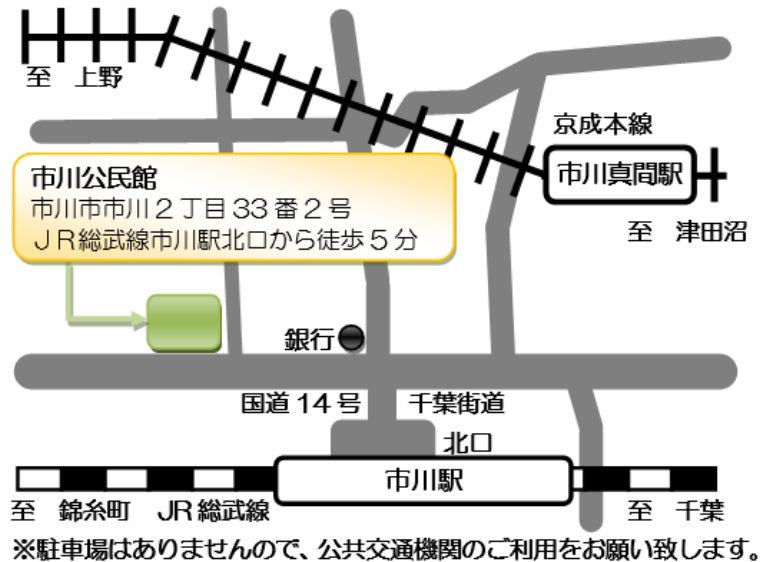 至 上野
京成本線
市川真間駅
至 津田沼
市川公民館
市川市市川2丁目33番2号
JR総武線市川駅北口から徒歩5分
銀行
国道14号 千葉街道
北口
市川駅
至 錦糸町 JR総武線 至 千葉
※駐車場はありませんので、公共交通機関のご利用をお願い致します。